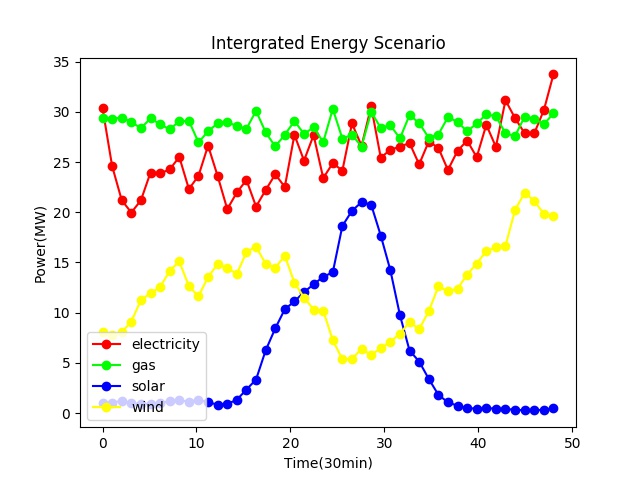 Intergrated Energy Scenario
Power(MW)
35
30
25
20
15
10
5
0
electricity
gas
solar
wind
0 10 20 30 40 50
Time(30min)